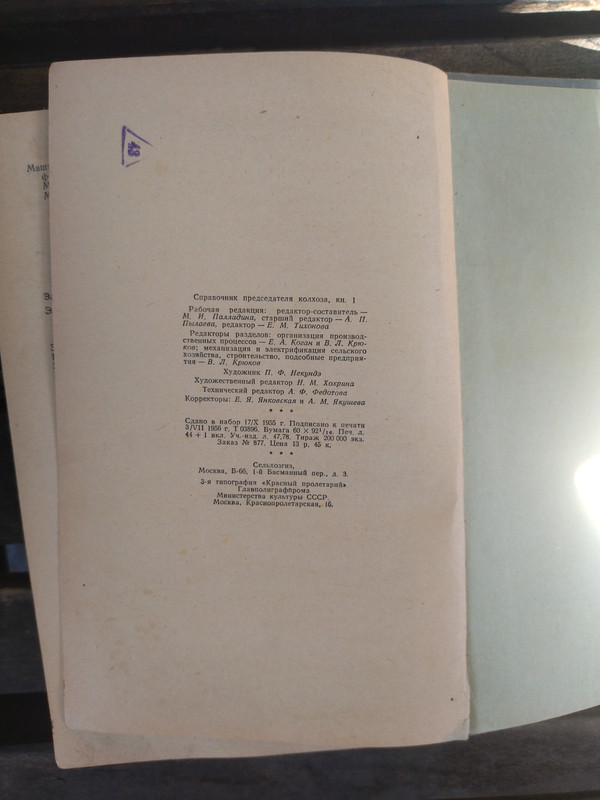 43
Справочник председателя колхоза, кн. I
Рабочая редакция: редактор-составитель —
М. И. Палладина, старший редактор — А. П.
Пылаева, редактор — Е. М. Тихонова
Редакторы разделов: организация производ-
ственных процессов — Е. А. Коган и В. Л. Крю-
ков; механизация и электрификация сельского
хозяйства, строительство, подсобные предприя-
тия — В. Л. Крюков
Художник П. Ф. Некундэ
Художественный редактор Н. М. Хохрина
Технический редактор А. Ф. Федотова
Корректоры: Е. Я. Янковская и А. М. Якушева
* * *
Сдано в набор 17/X 1955 г. Подписано к печати
3/VII 1956 г. Т 03896. Бумага 60 × 92 1/16. Печ. л.
44 + 1 вкл. Уч.-изд. л. 47,78. Тираж 200 000 экз.
Заказ № 877. Цена 13 р. 45 к.
* * *
Сельхозгиз,
Москва, Б-66, 1-й Басманный пер., д. 3.
3-я типография «Красный пролетарий»
Главполиграфпрома
Министерства культуры СССР.
Москва, Краснопролетарская, 16.